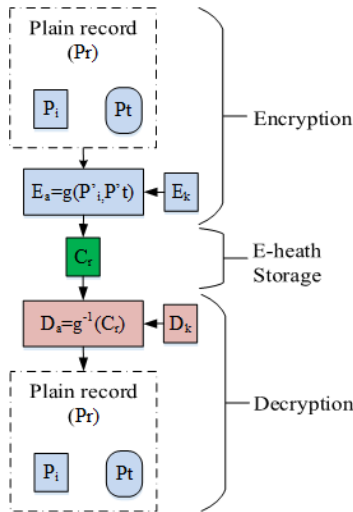 Plain record
(Pr)
Pi
Pt
Encryption
Ea=g(P'i,P't)
Ek
Cr
E-heath
Storage
Da=g-1(Cr)
Dk
Plain record
(Pr)
Decryption
Pi
Pt